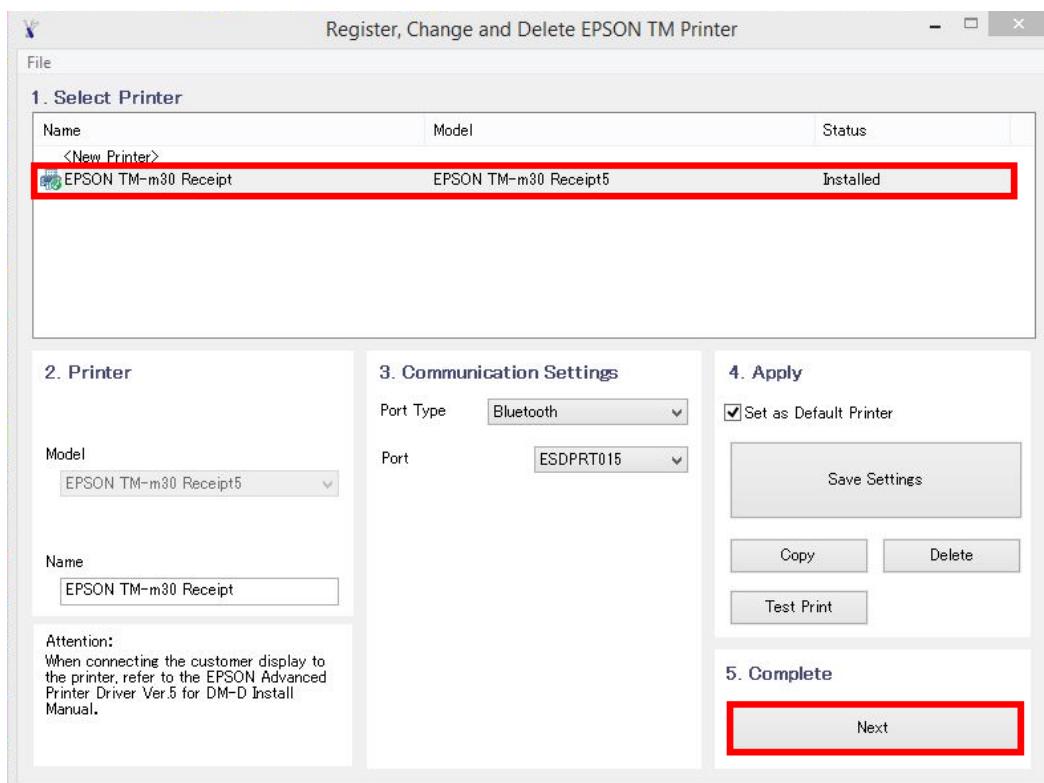 Register, Change and Delete EPSON TM Printer
File
1. Select Printer
Name Model Status
<New Printer>
EPSON TM-m30 Receipt EPSON TM-m30 Receipt5 Installed
2. Printer
Model
EPSON TM-m30 Receipt5
Name
EPSON TM-m30 Receipt
Attention:
When connecting the customer display to
the printer, refer to the EPSON Advanced
Printer Driver Ver.5 for DM-D Install
Manual.
3. Communication Settings
Port Type Bluetooth
Port ESDPRT015
4. Apply
Set as Default Printer
Save Settings
Copy Delete
Test Print
5. Complete
Next